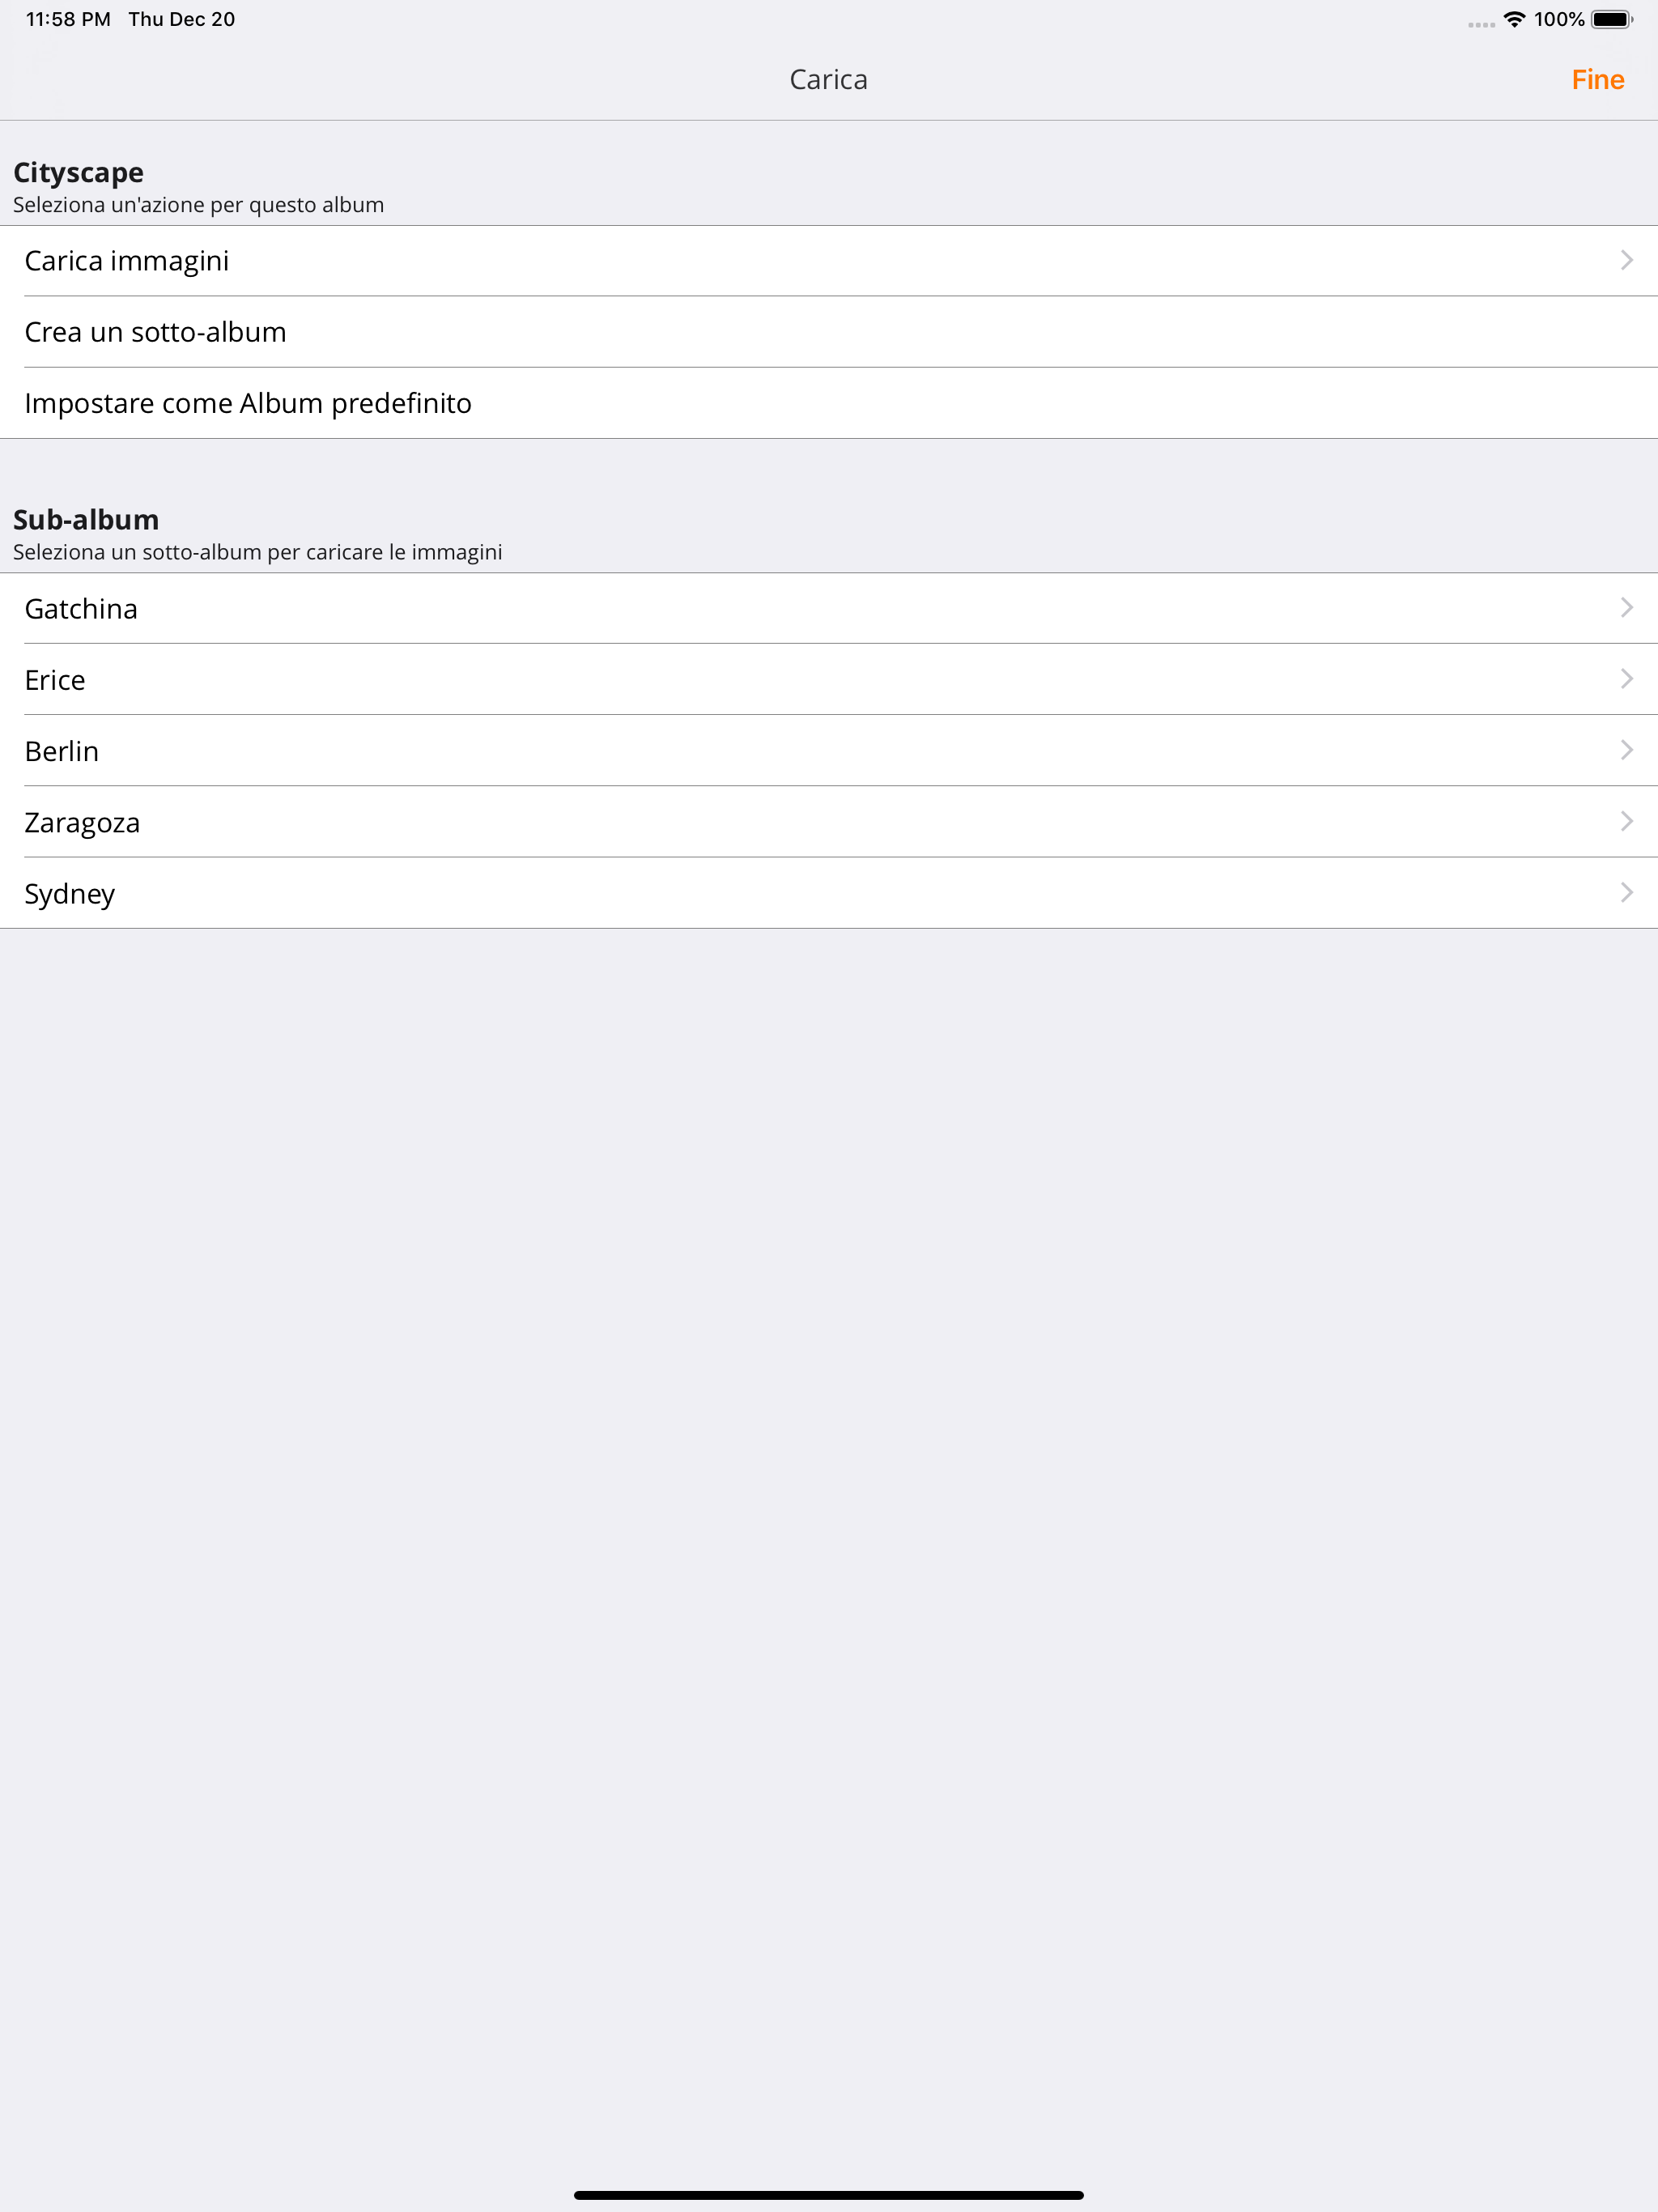 11:58 PM Thu Dec 20 100%
Carica Fine
Cityscape
Seleziona un'azione per questo album
Carica immagini
Crea un sotto-album
Impostare come Album predefinito
Sub-album
Seleziona un sotto-album per caricare le immagini
Gatchina
Erice
Berlin
Zaragoza
Sydney